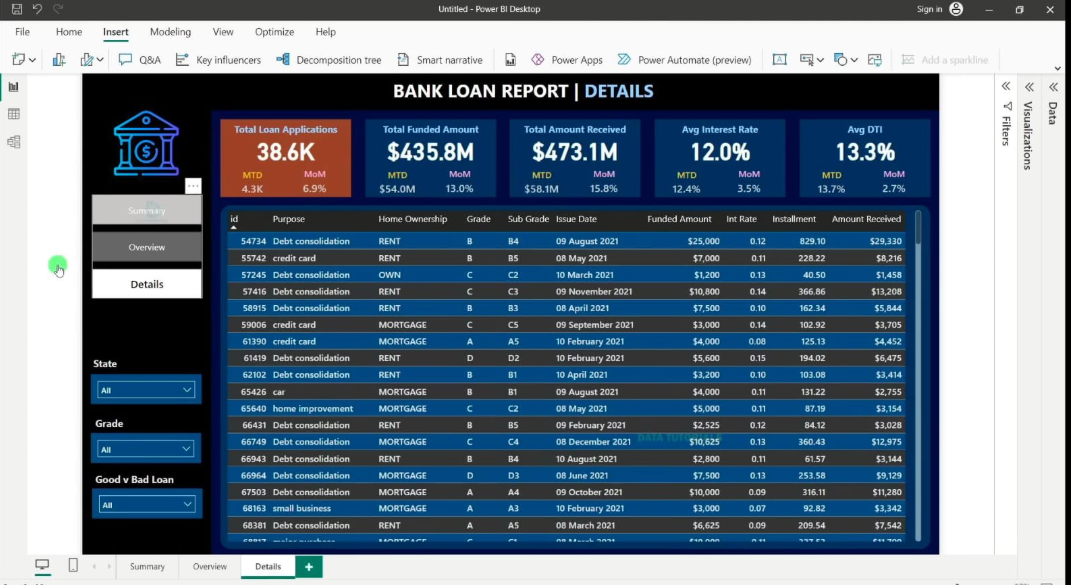 Untitled - Power BI Desktop
Sign in
File Home Insert Modeling View Optimize Help
Q&A Key influencers Decomposition tree Smart narrative Power Apps Power Automate (preview) Add a sparkline
BANK LOAN REPORT | DETAILS
Filters
Visualizations
Data
Total Loan Applications
38.6K
MTD MoM
4.3K 6.9%
Total Funded Amount
$435.8M
MTD MoM
$54.0M 13.0%
Total Amount Received
$473.1M
MTD MoM
$58.1M 15.8%
Avg Interest Rate
12.0%
MTD MoM
12.4% 3.5%
Avg DTI
13.3%
MTD MoM
13.7% 2.7%
Summary
Overview
Details
State
All
Grade
All
Good v Bad Loan
All
id Purpose Home Ownership Grade Sub Grade Issue Date Funded Amount Int Rate Installment Amount Received
54734 Debt consolidation RENT B B4 09 August 2021 $25,000 0.12 829.10 $29,330
55742 credit card RENT B B5 08 May 2021 $7,000 0.11 228.22 $8,216
57245 Debt consolidation OWN C C2 10 March 2021 $1,200 0.13 40.50 $1,458
57416 Debt consolidation RENT C C3 09 November 2021 $10,800 0.14 366.86 $13,208
58915 Debt consolidation RENT B B3 08 April 2021 $7,500 0.10 162.34 $5,844
59006 credit card MORTGAGE C C5 09 September 2021 $3,000 0.14 102.92 $3,705
61390 credit card MORTGAGE A A5 10 February 2021 $4,000 0.08 125.13 $4,452
61419 Debt consolidation RENT D D2 10 February 2021 $5,600 0.15 194.02 $6,475
62102 Debt consolidation RENT B B1 10 April 2021 $3,200 0.10 103.08 $3,414
65426 car MORTGAGE B B1 09 August 2021 $4,000 0.11 131.22 $2,755
65640 home improvement MORTGAGE C C2 08 May 2021 $5,000 0.11 87.19 $3,154
66431 Debt consolidation RENT B B5 09 February 2021 $2,525 0.12 84.12 $3,028
66749 Debt consolidation MORTGAGE C C4 08 December 2021 $10,625 0.13 360.43 $12,975
66943 Debt consolidation RENT B B4 10 August 2021 $2,800 0.11 61.57 $3,144
66964 Debt consolidation MORTGAGE D D3 08 June 2021 $7,500 0.13 253.58 $9,129
67503 Debt consolidation MORTGAGE A A4 09 October 2021 $10,000 0.09 316.11 $11,280
68163 small business MORTGAGE A A3 10 February 2021 $3,000 0.07 92.82 $3,342
68381 Debt consolidation RENT A A5 08 March 2021 $6,625 0.09 209.54 $7,542
Summary Overview Details